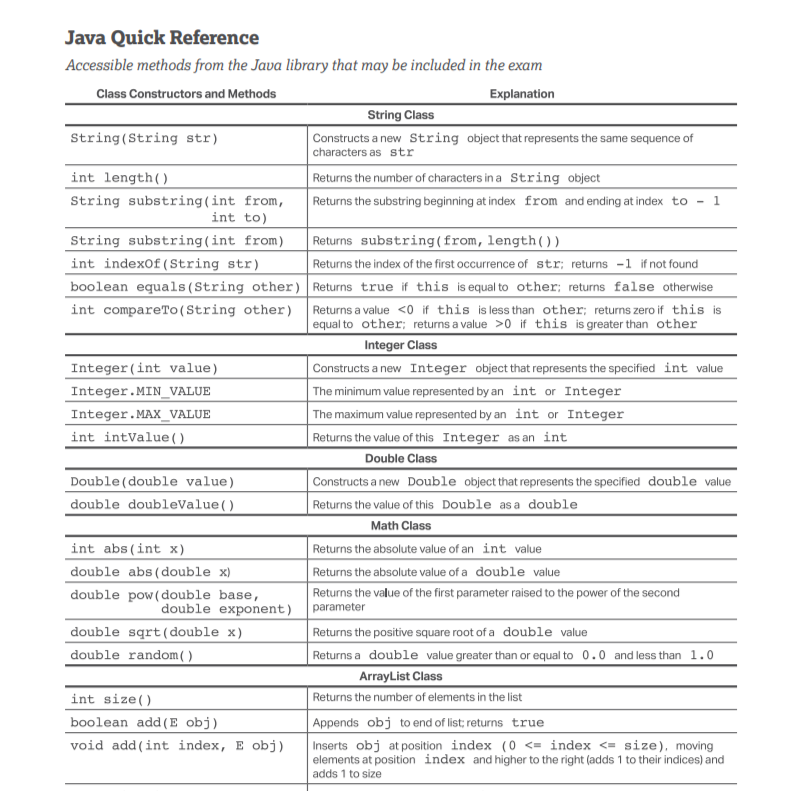 Java Quick Reference
Accessible methods from the Java library that may be included in the exam
Class Constructors and Methods Explanation
String Class
String(String str) Constructs a new String object that represents the same sequence of
characters as str
int length() Returns the number of characters in a String object
String substring(int from, Returns the substring beginning at index from and ending at index to - 1
int to)
String substring(int from) Returns substring(from, length())
int indexOf(String str) Returns the index of the first occurrence of str; returns -1 if not found
boolean equals(String other) Returns true if this is equal to other; returns false otherwise
int compareTo(String other) Returns a value <0 if this is less than other; returns zero if this is
equal to other; returns a value >0 if this is greater than other
Integer Class
Integer(int value) Constructs a new Integer object that represents the specified int value
Integer.MIN_VALUE The minimum value represented by an int or Integer
Integer.MAX_VALUE The maximum value represented by an int or Integer
int intValue() Returns the value of this Integer as an int
Double Class
Double(double value) Constructs a new Double object that represents the specified double value
double doubleValue() Returns the value of this Double as a double
Math Class
int abs(int x) Returns the absolute value of an int value
double abs(double x) Returns the absolute value of a double value
double pow(double base, Returns the value of the first parameter raised to the power of the second
double exponent) parameter
double sqrt(double x) Returns the positive square root of a double value
double random() Returns a double value greater than or equal to 0.0 and less than 1.0
ArrayList Class
int size() Returns the number of elements in the list
boolean add(E obj) Appends obj to end of list; returns true
void add(int index, E obj) Inserts obj at position index (0 <= index <= size), moving
elements at position index and higher to the right (adds 1 to their indices) and
adds 1 to size